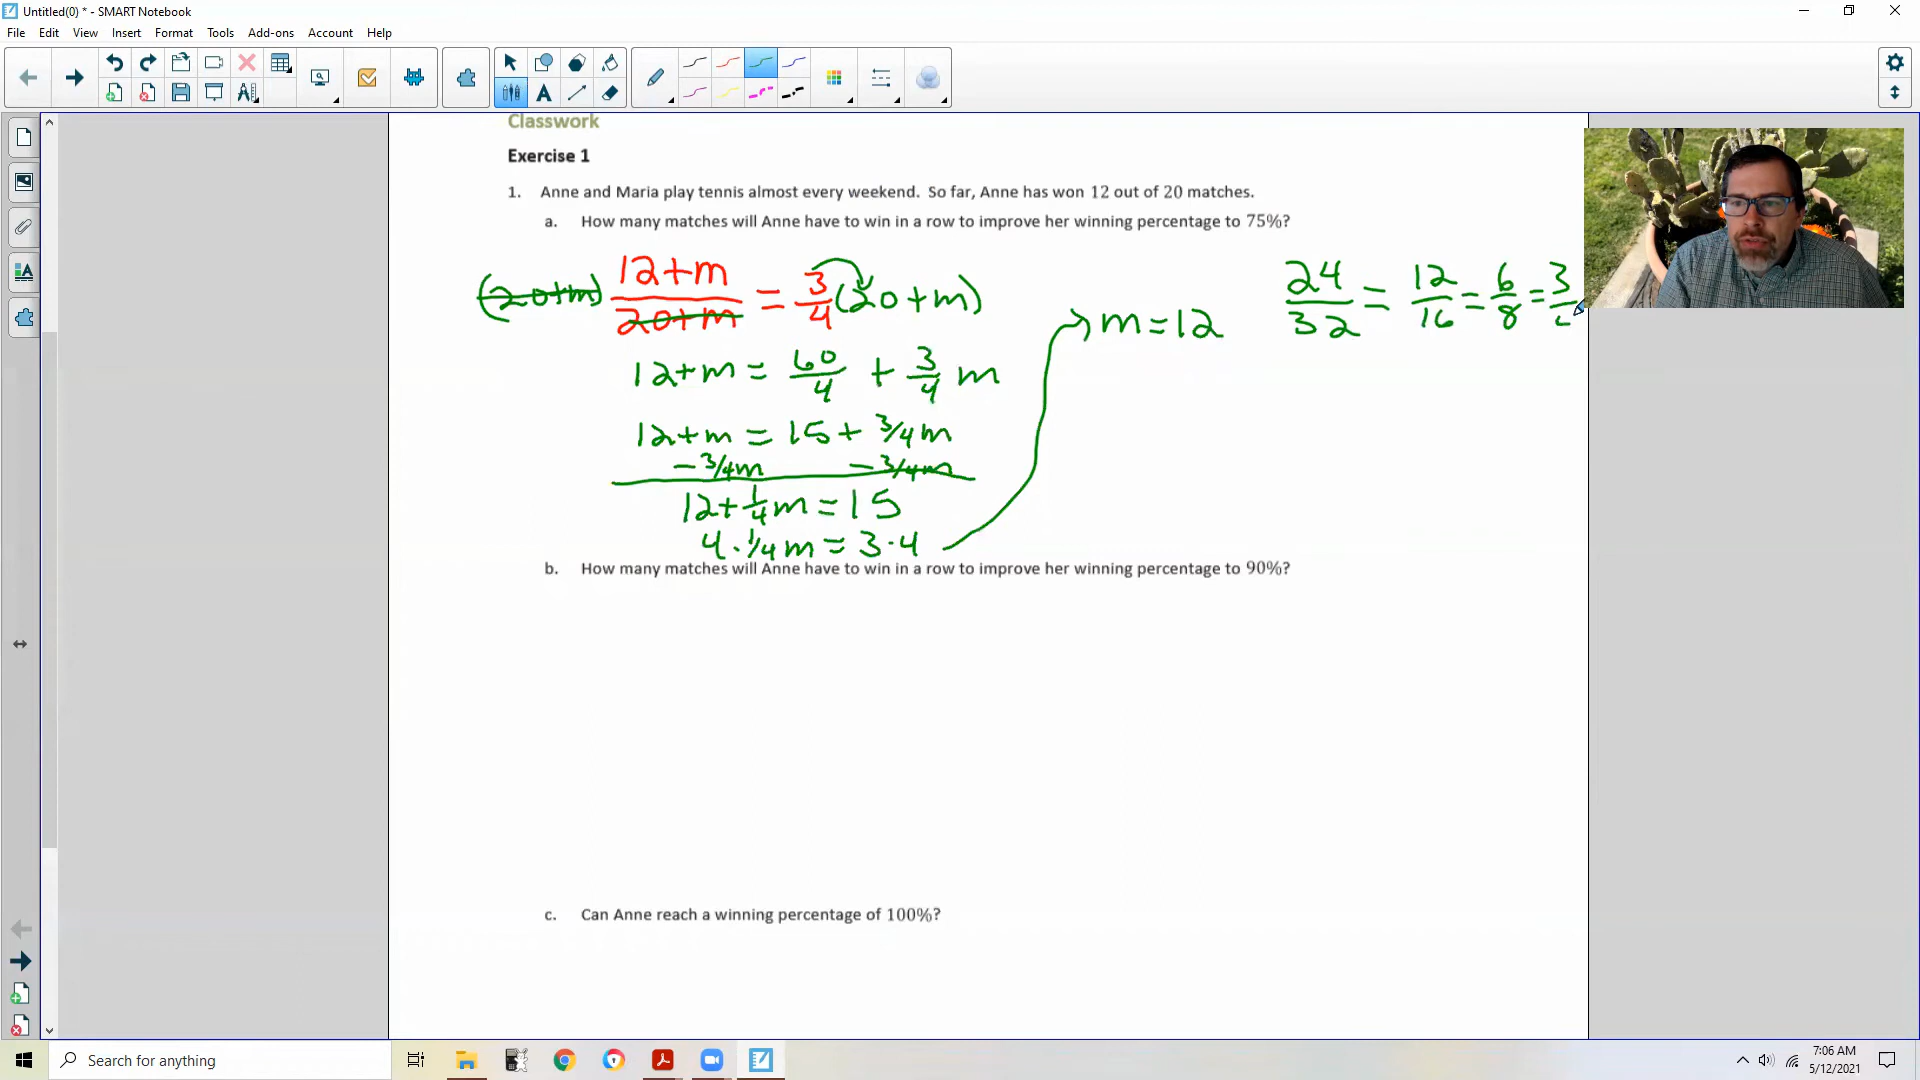 Untitled(0) * - SMART Notebook
File Edit View Insert Format Tools Add-ons Account Help
Classwork
Exercise 1
1. Anne and Maria play tennis almost every weekend. So far, Anne has won 12 out of 20 matches.
a. How many matches will Anne have to win in a row to improve her winning percentage to 75%?
(20+m) 12+m/20+m = 3/4 (20+m)
m=12
24/32 = 12/16 = 6/8 = 3/
12+m = 60/4 + 3/4 m
12+m = 15 + 3/4m
-3/4m -3/4m
12+1/4m = 15
4·1/4m = 3·4
b. How many matches will Anne have to win in a row to improve her winning percentage to 90%?
c. Can Anne reach a winning percentage of 100%?
Search for anything
7:06 AM
5/12/2021